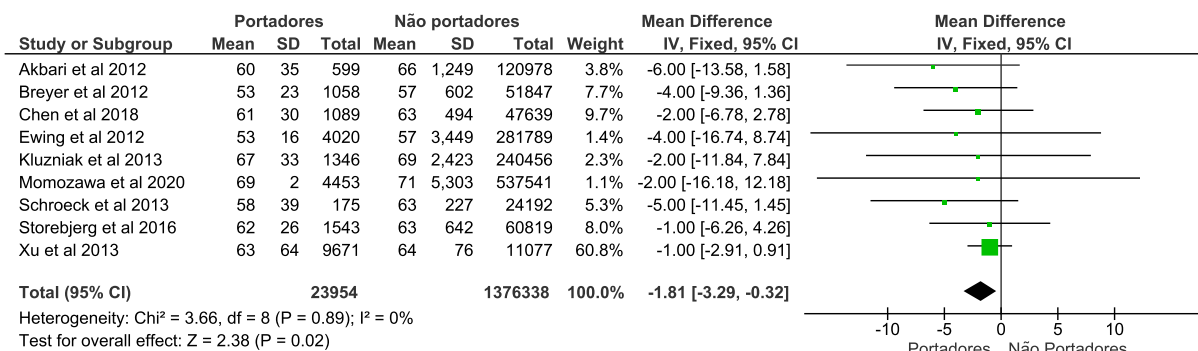 Portadores Não portadores Mean Difference Mean Difference
Study or Subgroup Mean SD Total Mean SD Total Weight IV, Fixed, 95% CI IV, Fixed, 95% CI
Akbari et al 2012 60 35 599 66 1,249 120978 3.8% -6.00 [-13.58, 1.58]
Breyer et al 2012 53 23 1058 57 602 51847 7.7% -4.00 [-9.36, 1.36]
Chen et al 2018 61 30 1089 63 494 47639 9.7% -2.00 [-6.78, 2.78]
Ewing et al 2012 53 16 4020 57 3,449 281789 1.4% -4.00 [-16.74, 8.74]
Kluzniak et al 2013 67 33 1346 69 2,423 240456 2.3% -2.00 [-11.84, 7.84]
Momozawa et al 2020 69 2 4453 71 5,303 537541 1.1% -2.00 [-16.18, 12.18]
Schroeck et al 2013 58 39 175 63 227 24192 5.3% -5.00 [-11.45, 1.45]
Storebjerg et al 2016 62 26 1543 63 642 60819 8.0% -1.00 [-6.26, 4.26]
Xu et al 2013 63 64 9671 64 76 11077 60.8% -1.00 [-2.91, 0.91]
Total (95% CI) 23954 1376338 100.0% -1.81 [-3.29, -0.32]
Heterogeneity: Chi² = 3.66, df = 8 (P = 0.89); I² = 0%
Test for overall effect: Z = 2.38 (P = 0.02)
-10 -5 0 5 10
Portadores Não Portadores